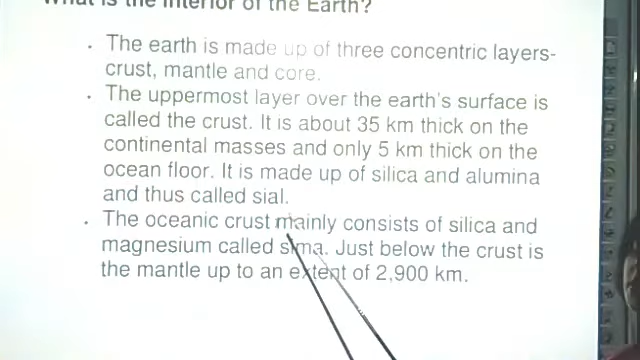 What is the Interior of the Earth?
. The earth is made up of three concentric layers-
crust, mantle and core.
. The uppermost layer over the earth's surface is
called the crust. It is about 35 km thick on the
continental masses and only 5 km thick on the
ocean floor. It is made up of silica and alumina
and thus called sial.
. The oceanic crust mainly consists of silica and
magnesium called sima. Just below the crust is
the mantle up to an extent of 2,900 km.